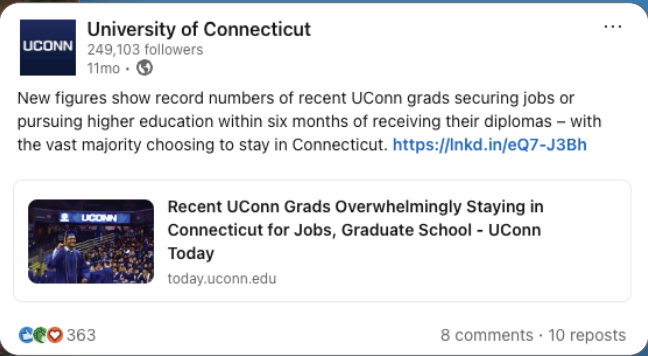 UCONN
University of Connecticut
249,103 followers
11mo •
New figures show record numbers of recent UConn grads securing jobs or
pursuing higher education within six months of receiving their diplomas – with
the vast majority choosing to stay in Connecticut. https://lnkd.in/eQ7-J3Bh
UCONN
Recent UConn Grads Overwhelmingly Staying in
Connecticut for Jobs, Graduate School - UConn
Today
today.uconn.edu
363
8 comments · 10 reposts